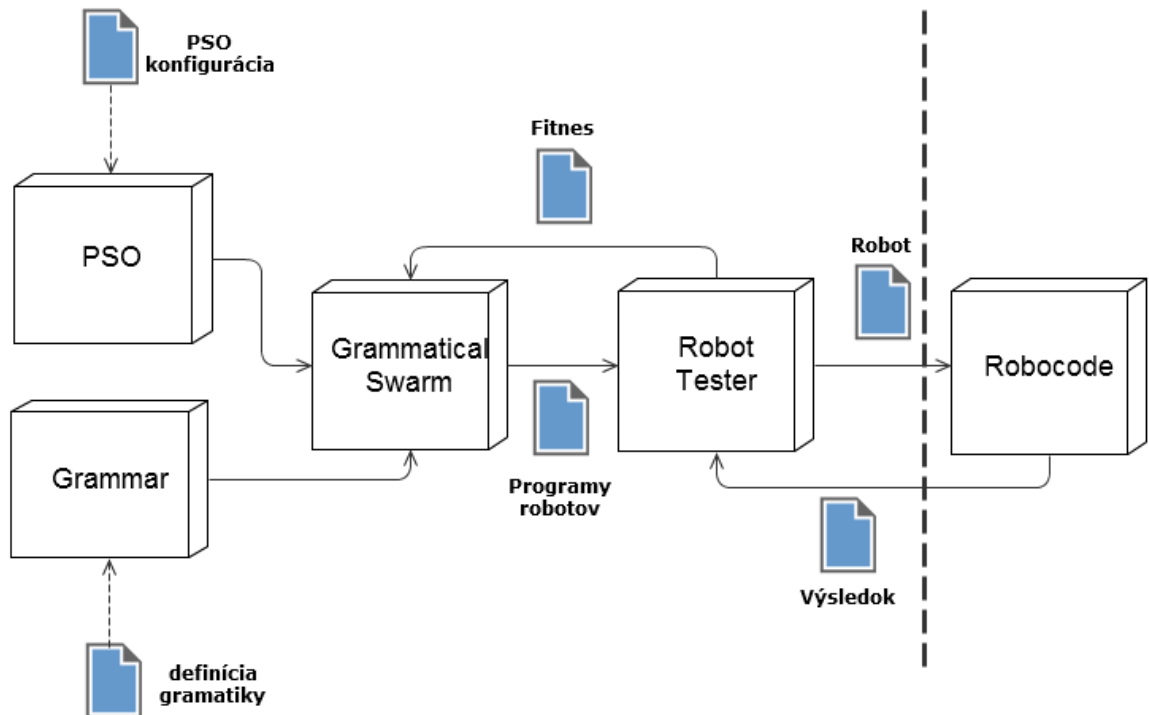 PSO
konfigurácia
Fitnes
PSO
Robot
Grammatical
Swarm
Robot
Tester
Robocode
Grammar
Programy
robotov
Výsledok
definícia
gramatiky